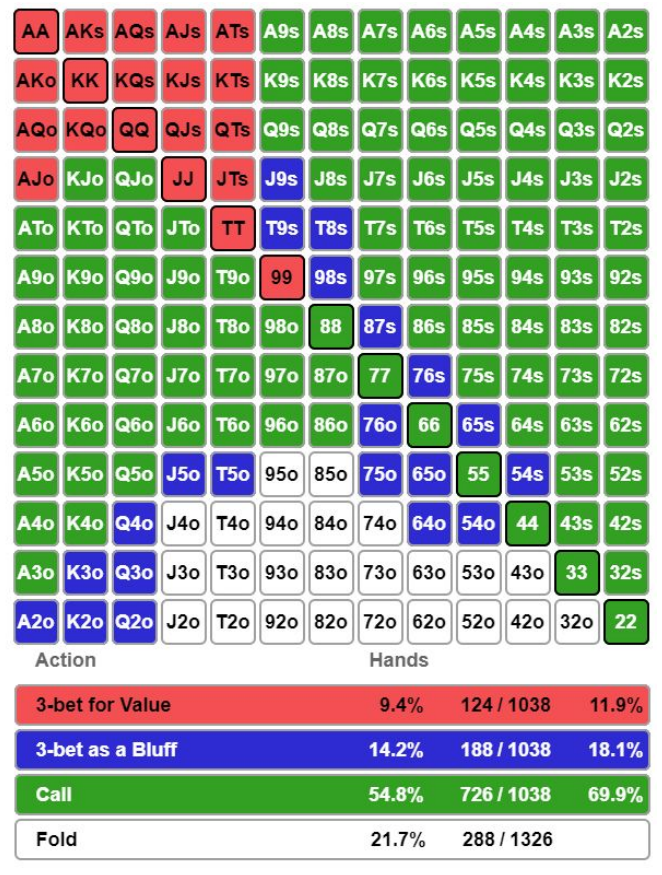 AA AKs AQs AJs ATs A9s A8s A7s A6s A5s A4s A3s A2s
AKo KK KQs KJs KTs K9s K8s K7s K6s K5s K4s K3s K2s
AQo KQo QQ QJs QTs Q9s Q8s Q7s Q6s Q5s Q4s Q3s Q2s
AJo KJo QJo JJ JTs J9s J8s J7s J6s J5s J4s J3s J2s
ATo KTo QTo JTo TT T9s T8s T7s T6s T5s T4s T3s T2s
A9o K9o Q9o J9o T9o 99 98s 97s 96s 95s 94s 93s 92s
A8o K8o Q8o J8o T8o 98o 88 87s 86s 85s 84s 83s 82s
A7o K7o Q7o J7o T7o 97o 87o 77 76s 75s 74s 73s 72s
A6o K6o Q6o J6o T6o 96o 86o 76o 66 65s 64s 63s 62s
A5o K5o Q5o J5o T5o 95o 85o 75o 65o 55 54s 53s 52s
A4o K4o Q4o J4o T4o 94o 84o 74o 64o 54o 44 43s 42s
A3o K3o Q3o J3o T3o 93o 83o 73o 63o 53o 43o 33 32s
A2o K2o Q2o J2o T2o 92o 82o 72o 62o 52o 42o 32o 22
Action Hands
3-bet for Value 9.4% 124 / 1038 11.9%
3-bet as a Bluff 14.2% 188 / 1038 18.1%
Call 54.8% 726 / 1038 69.9%
Fold 21.7% 288 / 1326